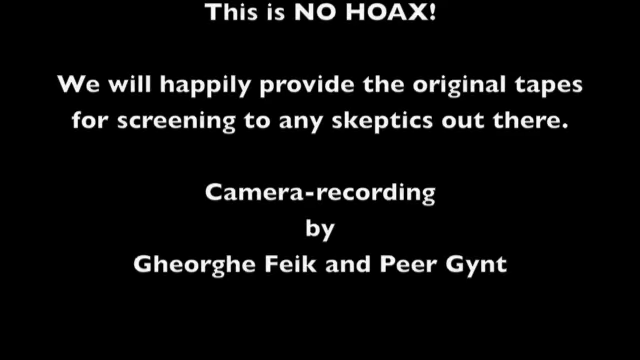 This is NO HOAX!
We will happily provide the original tapes
for screening to any skeptics out there.
Camera-recording
by
Gheorghe Feik and Peer Gynt